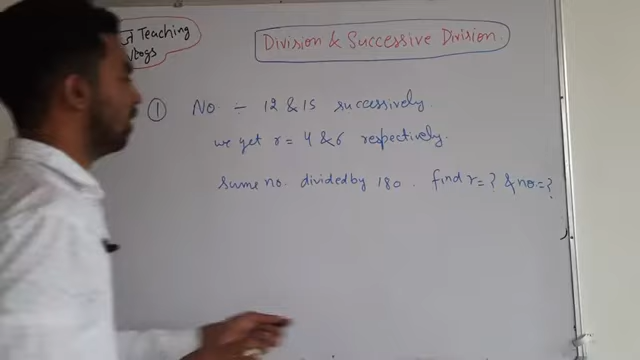 Teaching
Vlogs
Division & Successive Division.
① No ÷ 12 & 15 successively.
we get r = 4 & 6 respectively.
same no. divided by 180. find r = ? & no = ?